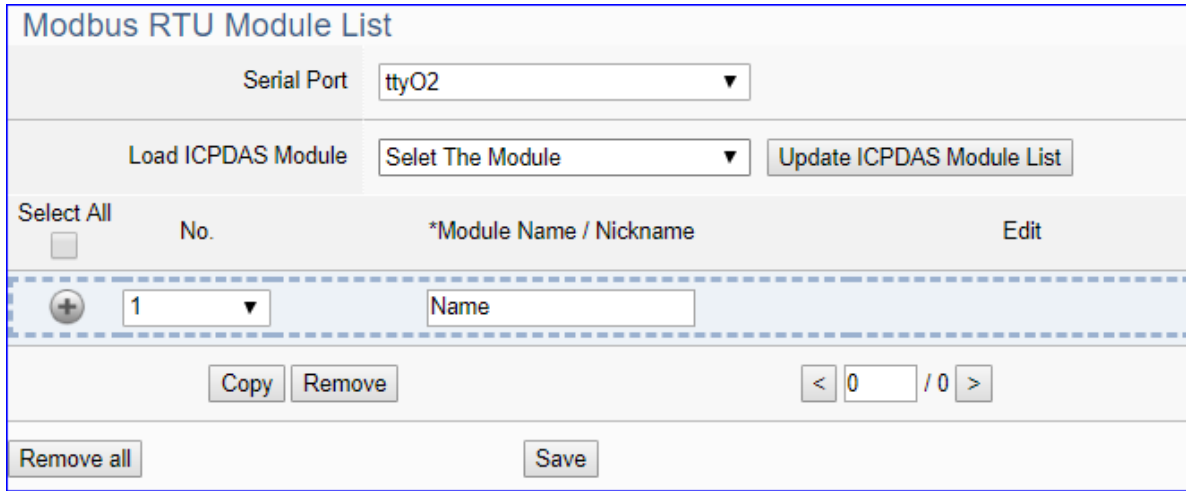 Modbus RTU Module List
Serial Port ttyO2
Load ICPDAS Module Selet The Module Update ICPDAS Module List
Select All No. *Module Name / Nickname Edit
1 Name
Copy Remove < 0 / 0 >
Remove all Save